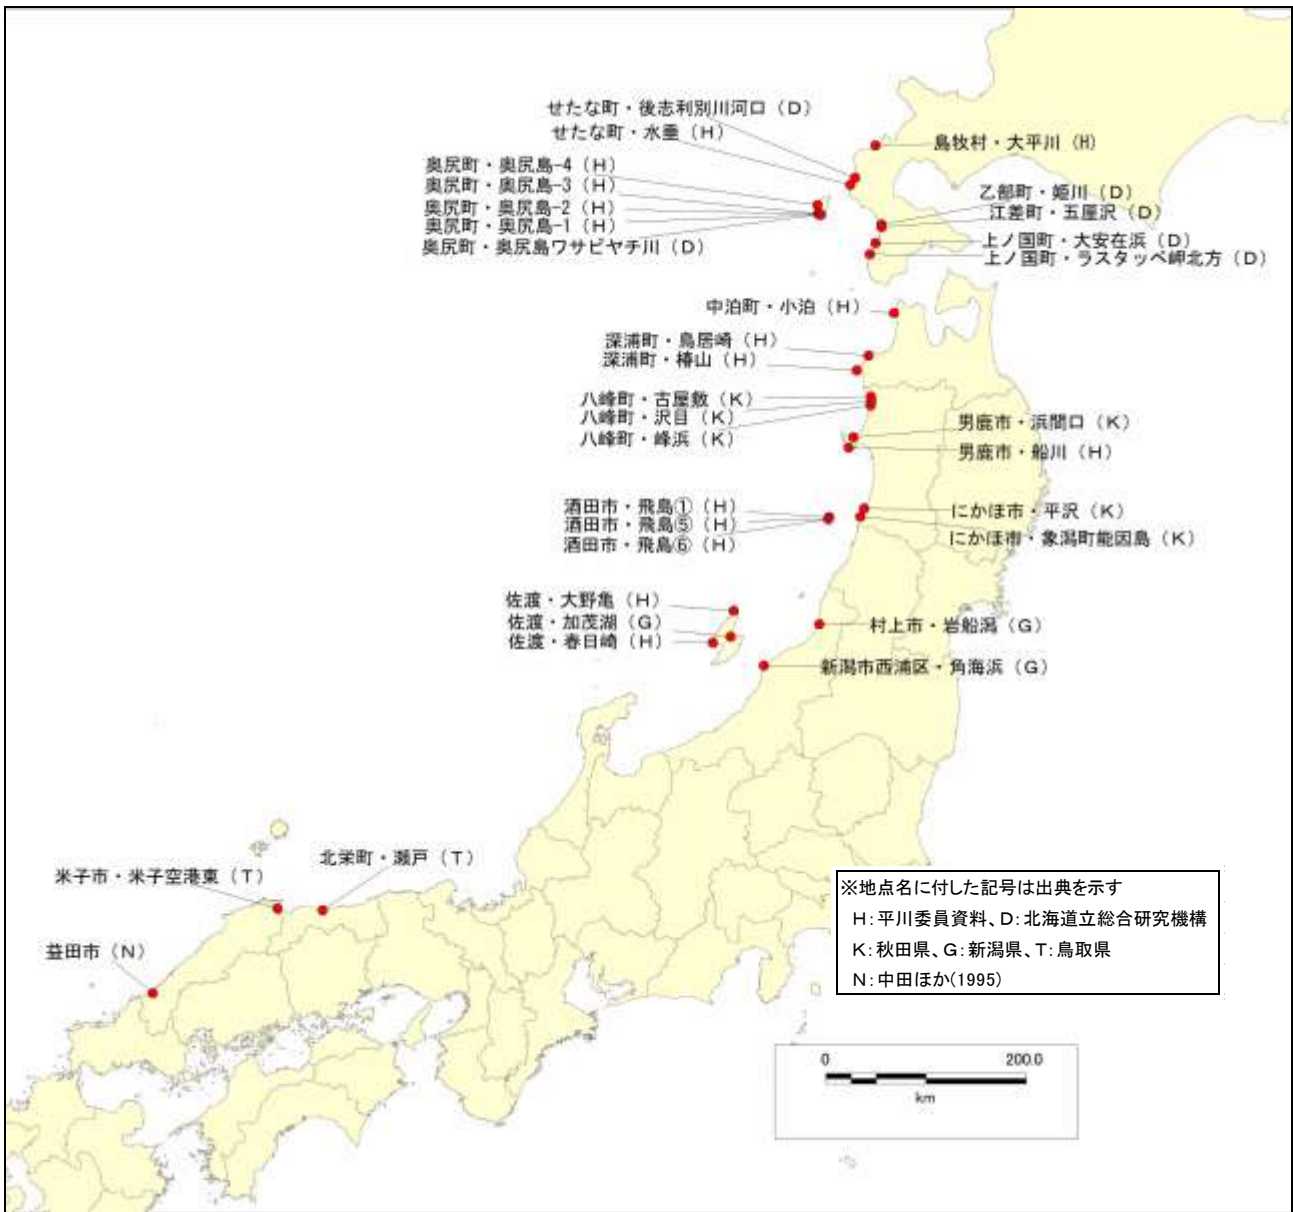 せたな町・後志利別川河口（D）
せたな町・水垂（H）
島牧村・大平川（H）
奥尻町・奥尻島-4（H）
奥尻町・奥尻島-3（H）
奥尻町・奥尻島-2（H）
奥尻町・奥尻島-1（H）
奥尻町・奥尻島ワサビヤチ川（D）
乙部町・姫川（D）
江差町・五厘沢（D）
上ノ国町・大安在浜（D）
上ノ国町・ラスタッペ岬北方（D）
中泊町・小泊（H）
深浦町・鳥居崎（H）
深浦町・椿山（H）
八峰町・古屋敷（K）
八峰町・沢目（K）
八峰町・峰浜（K）
男鹿市・浜間口（K）
男鹿市・船川（H）
酒田市・飛島①（H）
酒田市・飛島⑤（H）
酒田市・飛島⑥（H）
にかほ市・平沢（K）
にかほ市・象潟町能因島（K）
佐渡・大野亀（H）
佐渡・加茂湖（G）
佐渡・春日崎（H）
村上市・岩船潟（G）
新潟市西浦区・角海浜（G）
北栄町・瀬戸（T）
米子市・米子空港東（T）
益田市（N）
※地点名に付した記号は出典を示す
H：平川委員資料、D：北海道立総合研究機構
K：秋田県、G：新潟県、T：鳥取県
N：中田ほか(1995)
0 200.0
km